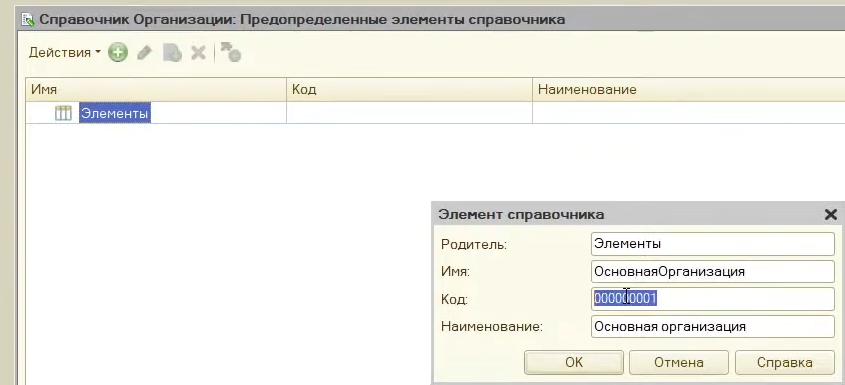 Справочник Организации: Предопределенные элементы справочника
Действия
Имя Код Наименование
Элементы
Элемент справочника
Родитель: Элементы
Имя: ОсновнаяОрганизация
Код: 000000001
Наименование: Основная организация
OK Отмена Справка